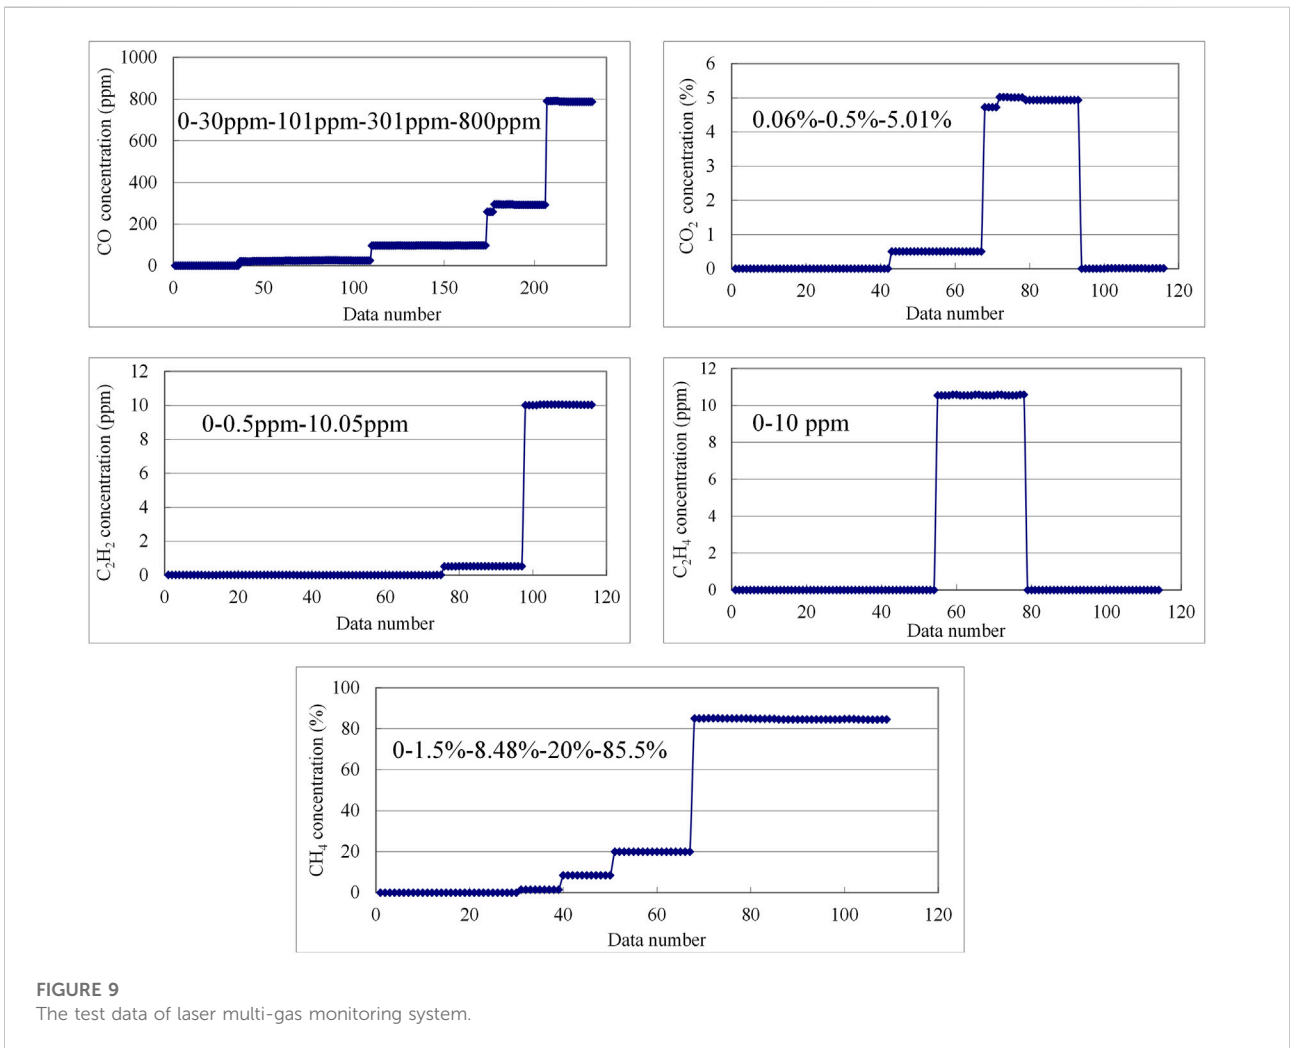 1000
800
600
400
200
0
CO concentration (ppm)
0-30ppm-101ppm-301ppm-800ppm
0 50 100 150 200
Data number
6
5
4
3
2
1
0
CO₂ concentration (%)
0.06%-0.5%-5.01%
0 20 40 60 80 100 120
Data number
12
10
8
6
4
2
0
C₂H₂ concentration (ppm)
0-0.5ppm-10.05ppm
0 20 40 60 80 100 120
Data number
12
10
8
6
4
2
0
C₂H₄ concentration (ppm)
0-10 ppm
0 20 40 60 80 100 120
Data number
100
80
60
40
20
0
CH₄ concentration (%)
0-1.5%-8.48%-20%-85.5%
0 20 40 60 80 100 120
Data number
FIGURE 9
The test data of laser multi-gas monitoring system.